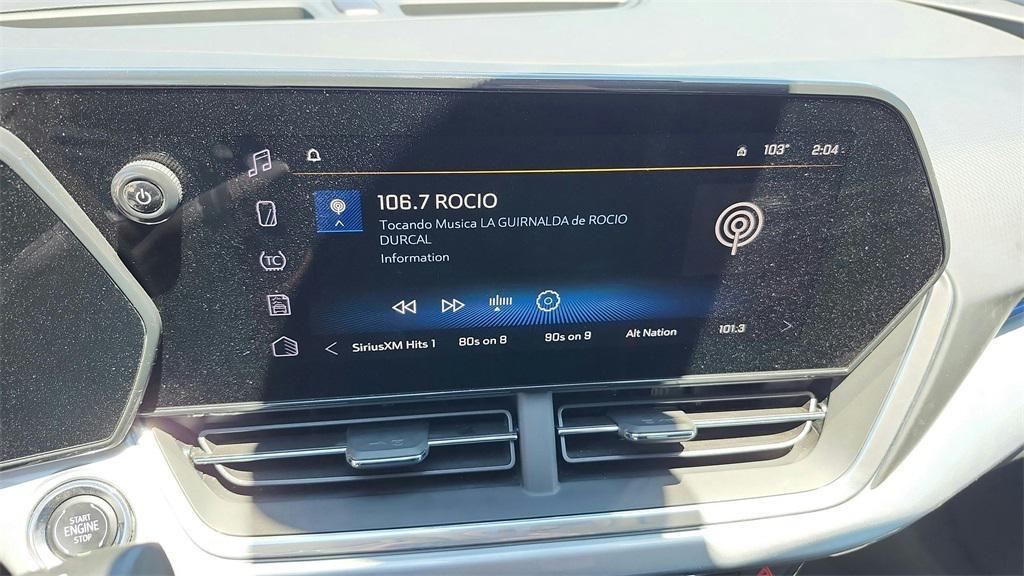 103° 2:04
106.7 ROCIO
Tocando Musica LA GUIRNALDA de ROCIO
DURCAL
Information
TC
SiriusXM Hits 1 80s on 8 90s on 9 Alt Nation 101.3
START
ENGINE
STOP